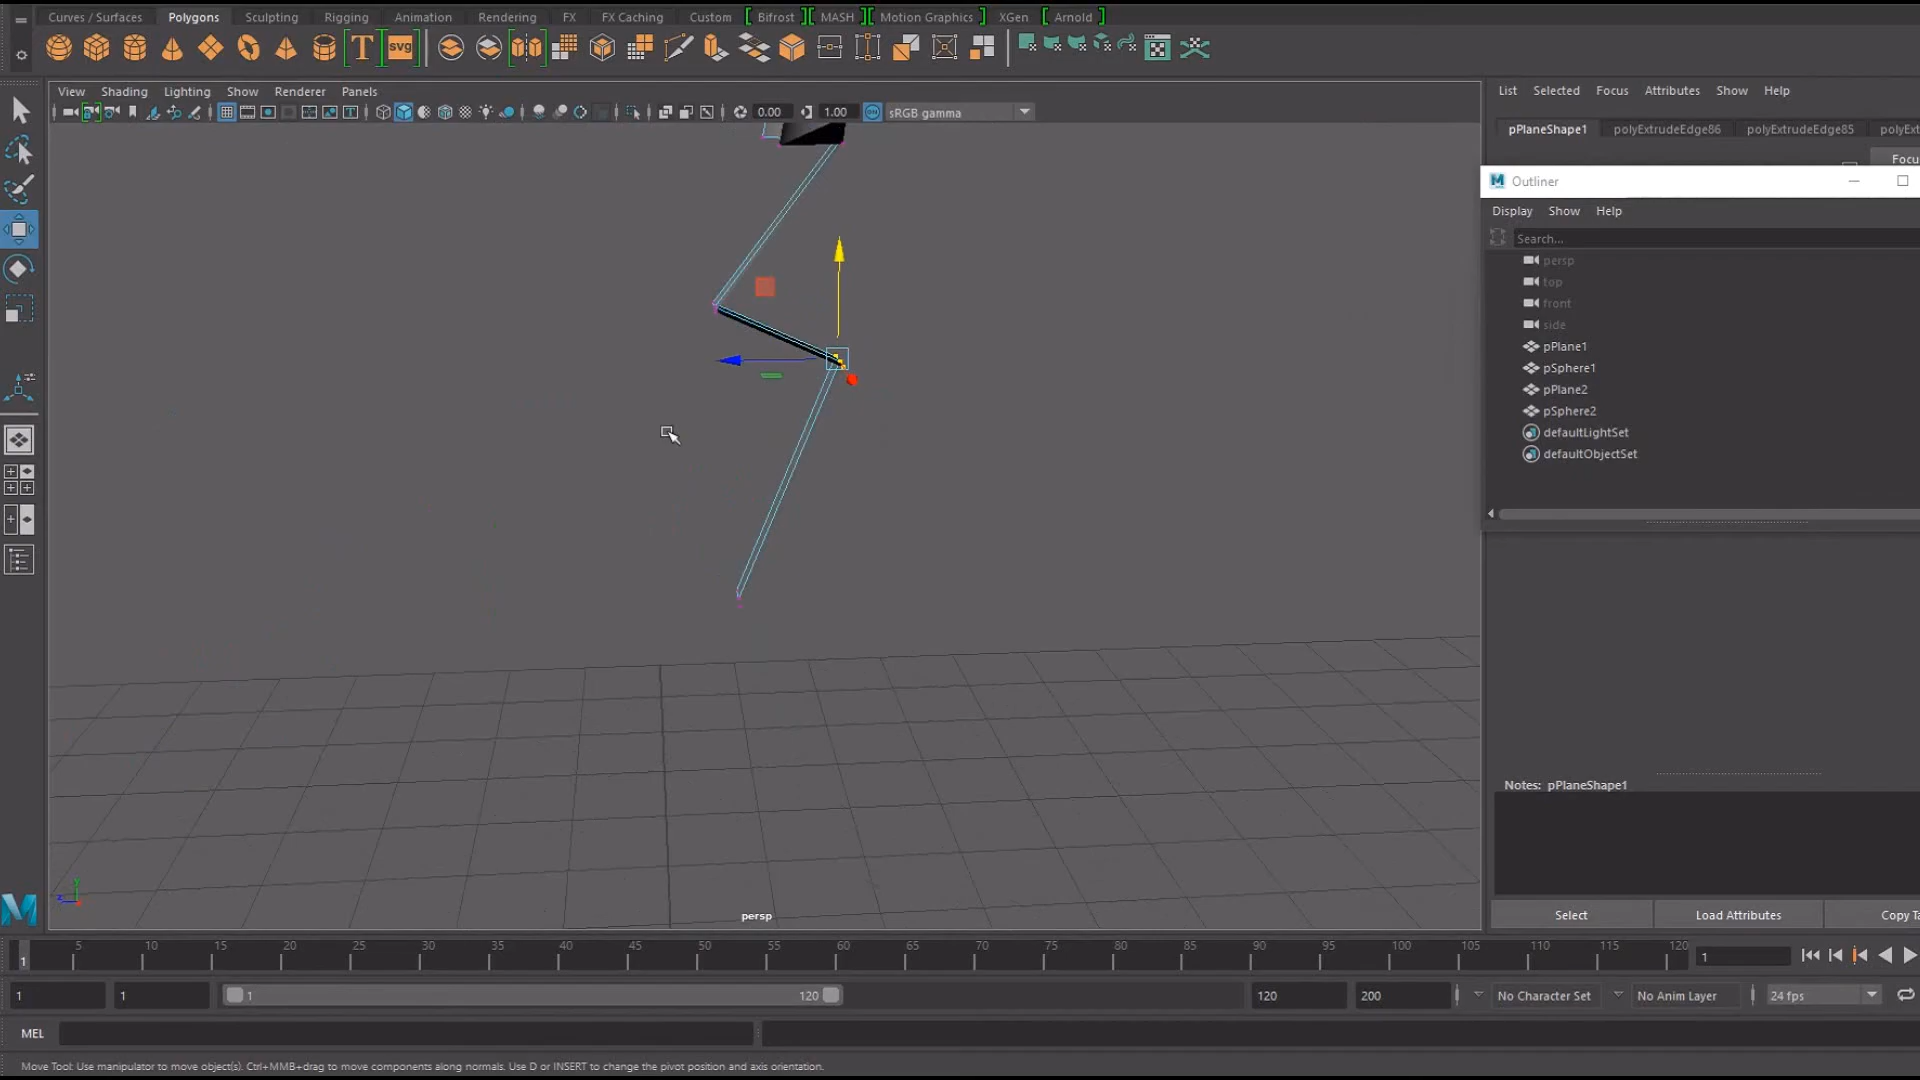 Curves / Surfaces Polygons Sculpting Rigging Animation Rendering FX FX Caching Custom Bifrost MASH Motion Graphics XGen Arnold
T svg
View Shading Lighting Show Renderer Panels
0.00 1.00 sRGB gamma
List Selected Focus Attributes Show Help
pPlaneShape1 polyExtrudeEdge86 polyExtrudeEdge85 polyExt
Focu
Outliner
Display Show Help
Search...
persp
top
front
side
pPlane1
pSphere1
pPlane2
pSphere2
defaultLightSet
defaultObjectSet
Notes: pPlaneShape1
Select Load Attributes Copy Ta
persp
5 10 15 20 25 30 35 40 45 50 55 60 65 70 75 80 85 90 95 100 105 110 115 120
1 1
1 1 1 120 120 200 No Character Set No Anim Layer 24 fps
MEL
Move Tool: Use manipulator to move object(s). Ctrl+MMB+drag to move components along normals. Use D or INSERT to change the pivot position and axis orientation.